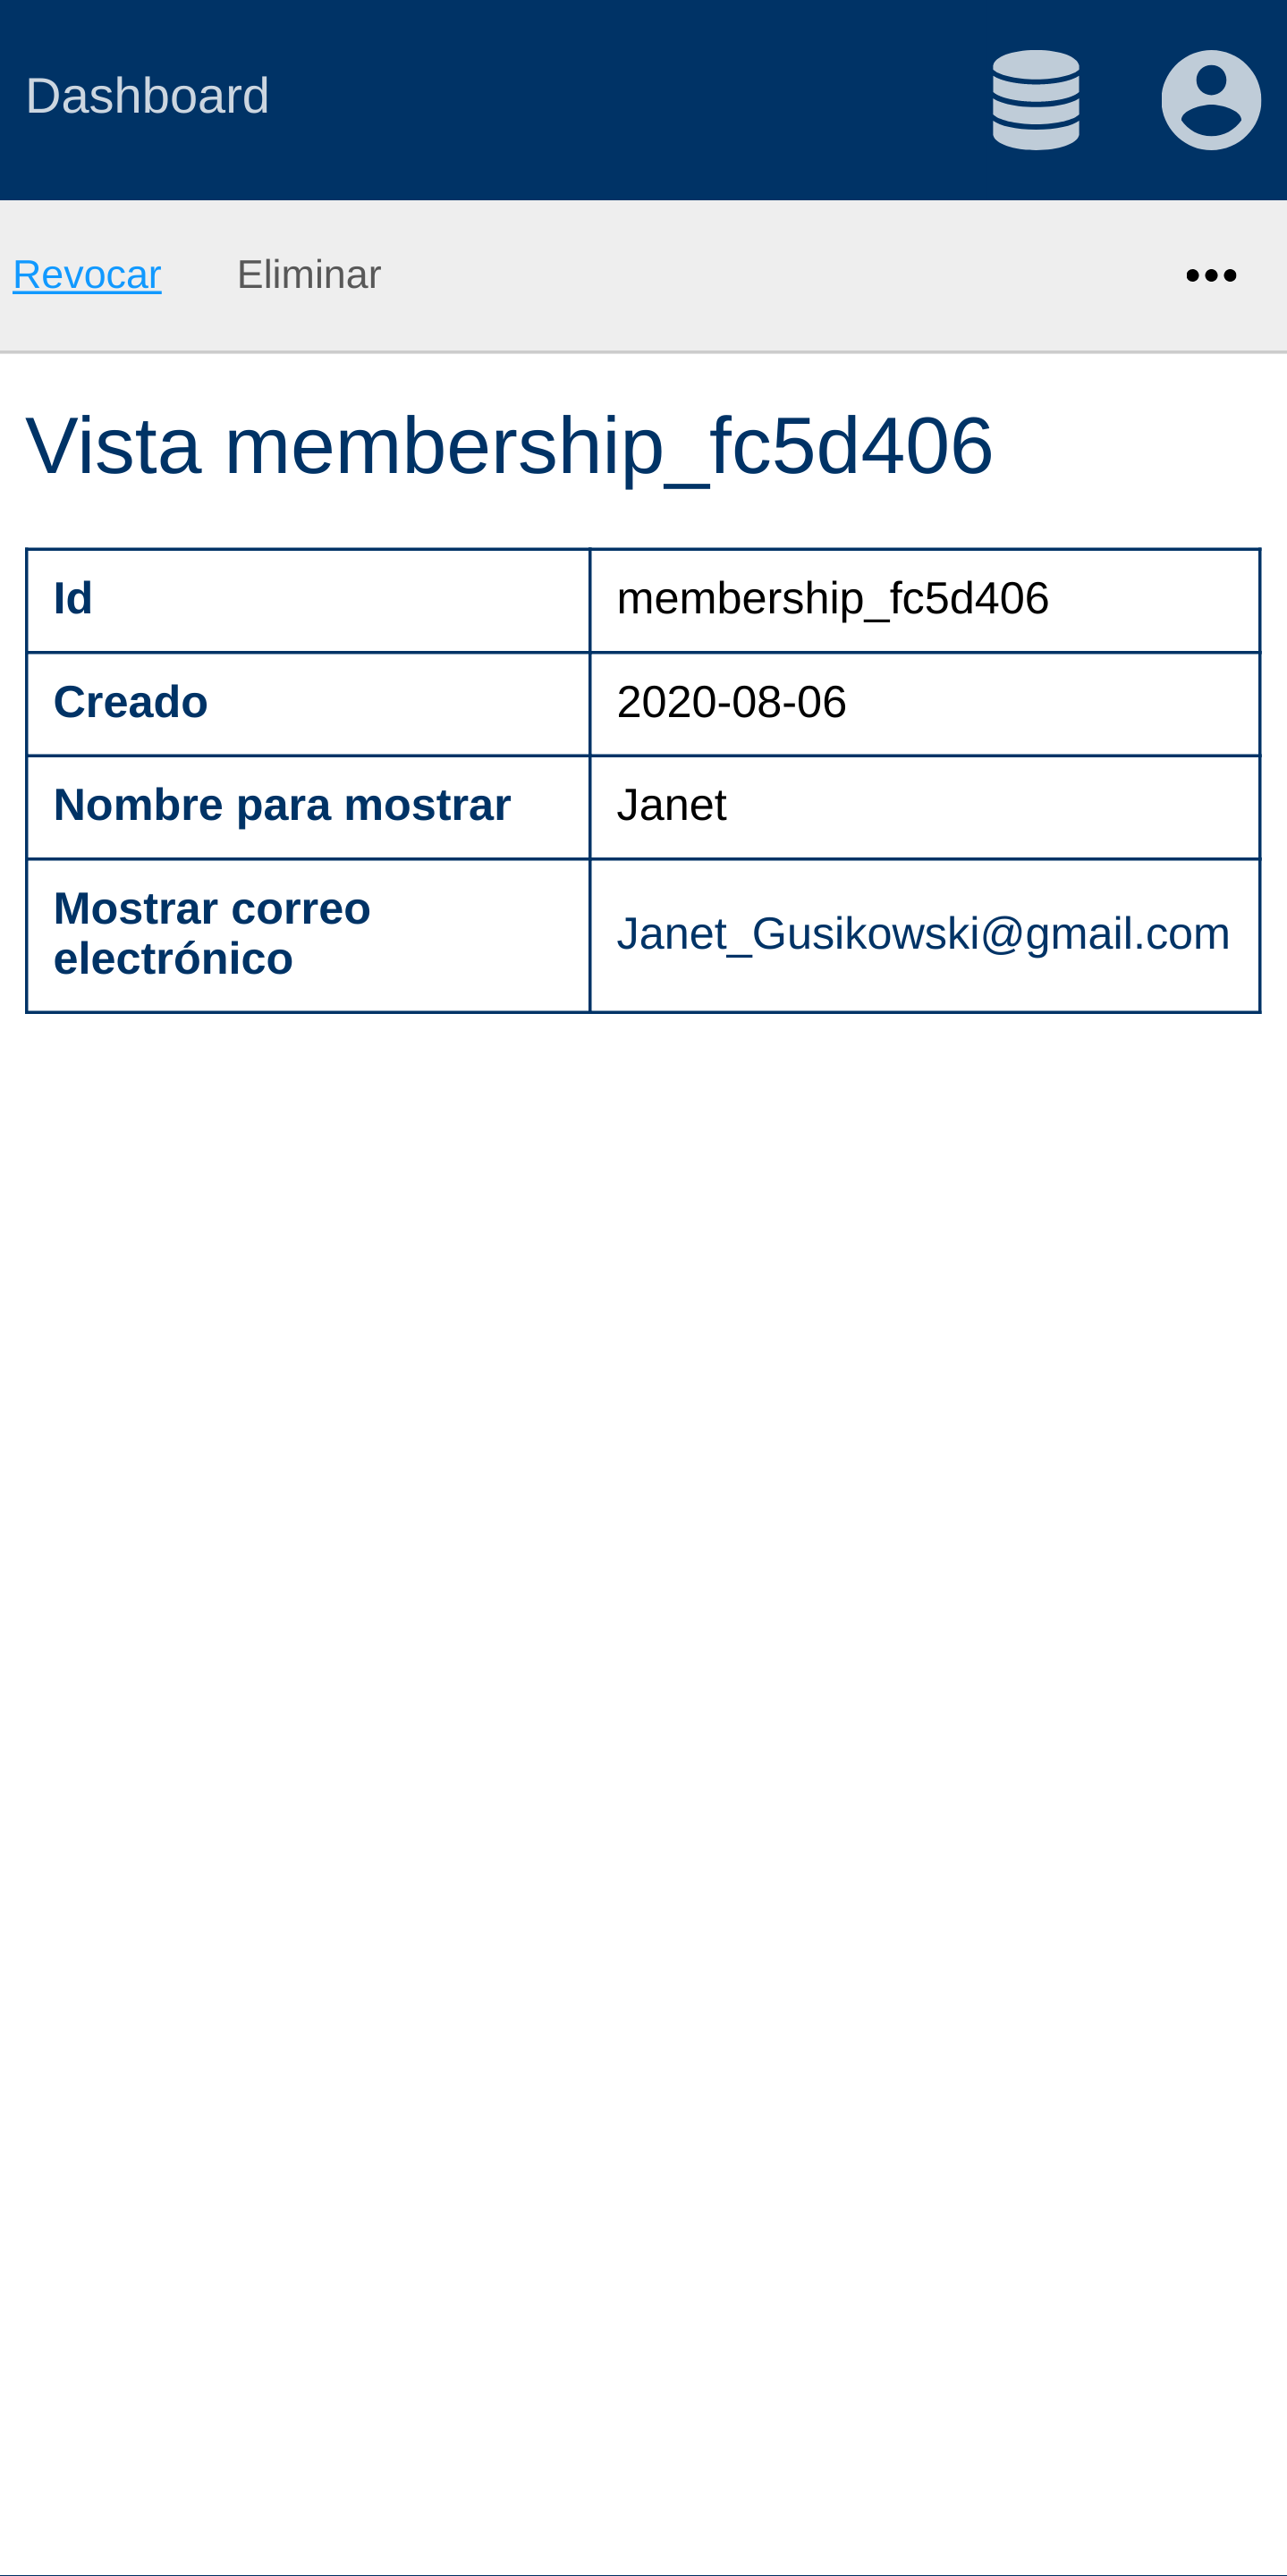 Dashboard
Revocar Eliminar
Vista membership_fc5d406
Id membership_fc5d406
Creado 2020-08-06
Nombre para mostrar Janet
Mostrar correo
electrónico
Janet_Gusikowski@gmail.com